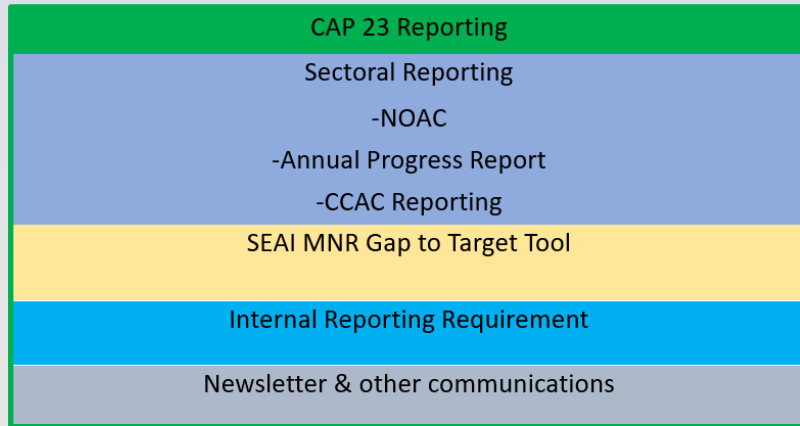 CAP 23 Reporting
Sectoral Reporting
-NOAC
-Annual Progress Report
-CCAC Reporting
SEAI MNR Gap to Target Tool
Internal Reporting Requirement
Newsletter & other communications